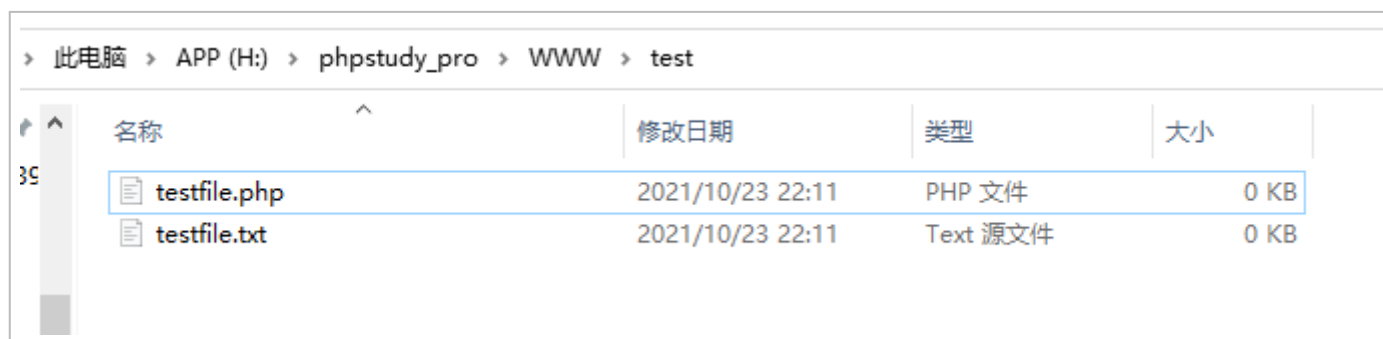 > 此电脑 > APP (H:) > phpstudy_pro > WWW > test
名称 修改日期 类型 大小
testfile.php 2021/10/23 22:11 PHP 文件 0 KB
testfile.txt 2021/10/23 22:11 Text 源文件 0 KB